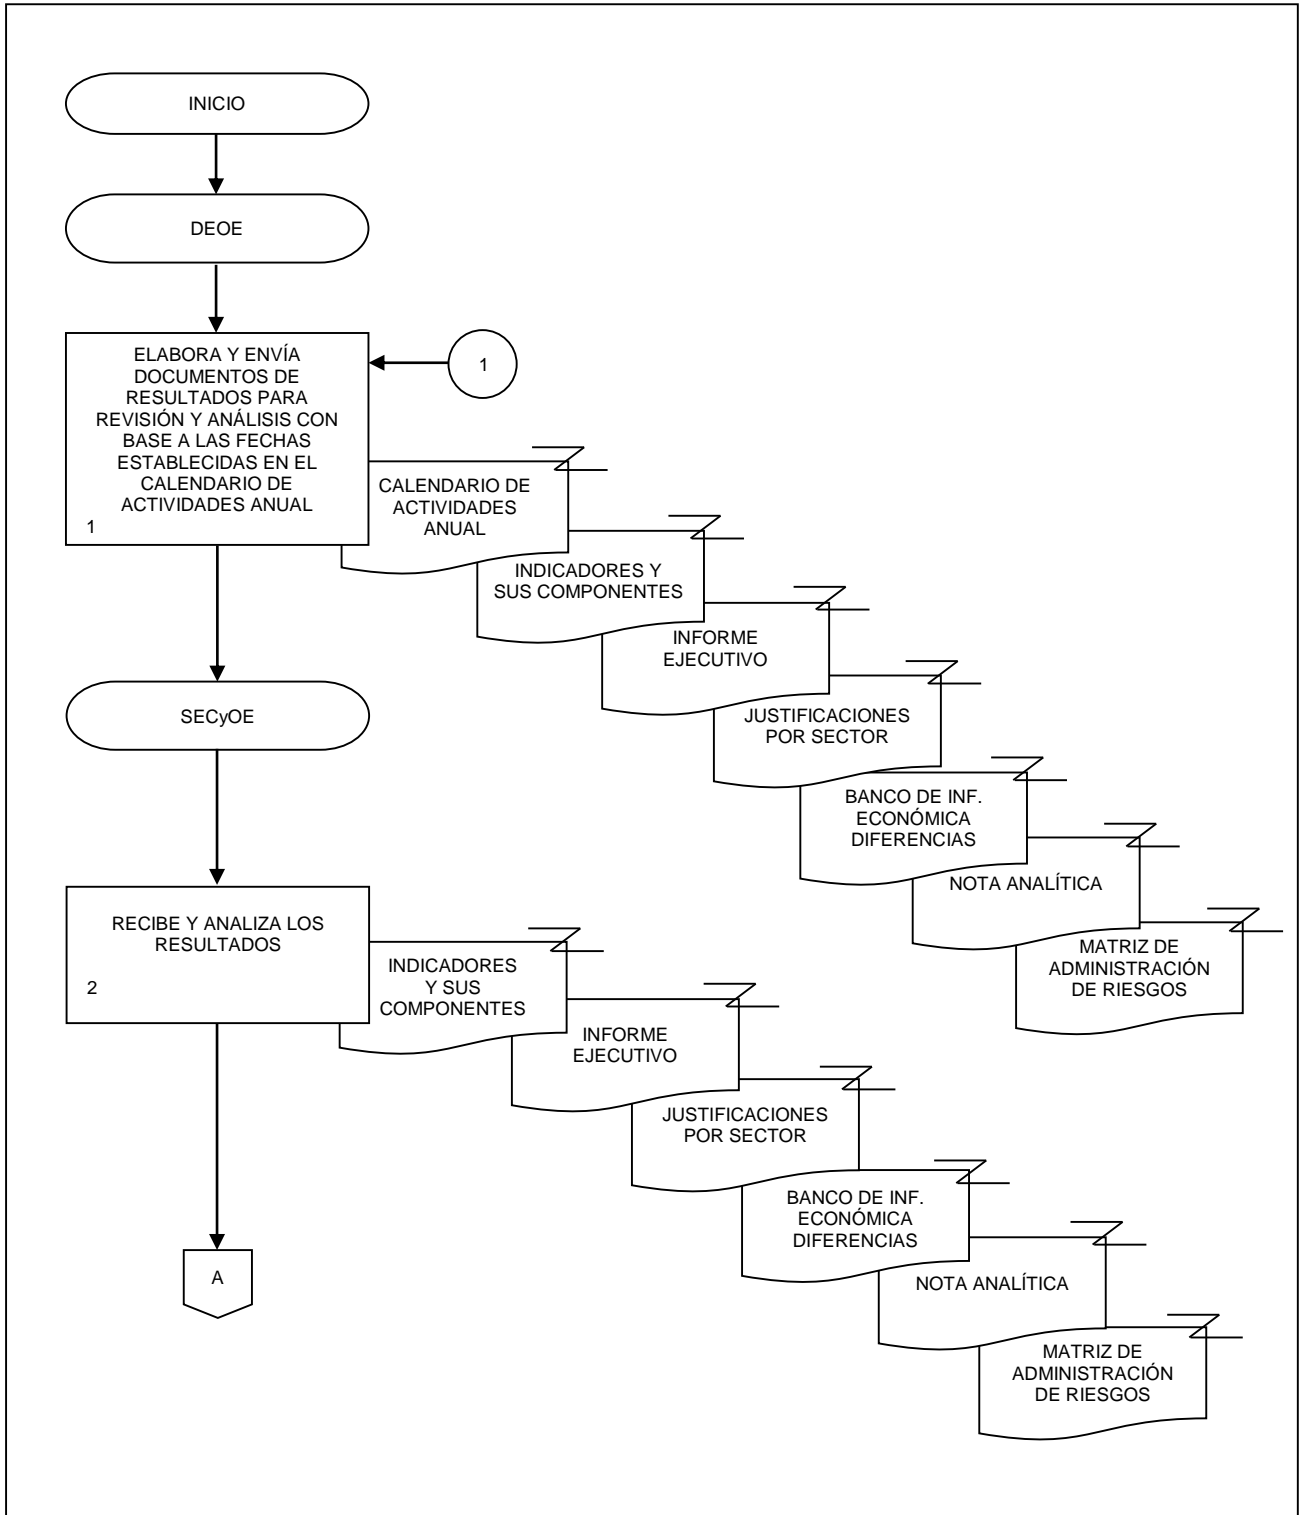 INICIO
DEOE
ELABORA Y ENVÍA
DOCUMENTOS DE
RESULTADOS PARA
REVISIÓN Y ANÁLISIS CON
BASE A LAS FECHAS
ESTABLECIDAS EN EL
CALENDARIO DE
ACTIVIDADES ANUAL
1
1
CALENDARIO DE
ACTIVIDADES
ANUAL
INDICADORES Y
SUS COMPONENTES
INFORME
EJECUTIVO
JUSTIFICACIONES
POR SECTOR
BANCO DE INF.
ECONÓMICA
DIFERENCIAS
NOTA ANALÍTICA
MATRIZ DE
ADMINISTRACIÓN
DE RIESGOS
SECyOE
RECIBE Y ANALIZA LOS
RESULTADOS
2
INDICADORES
Y SUS
COMPONENTES
INFORME
EJECUTIVO
JUSTIFICACIONES
POR SECTOR
BANCO DE INF.
ECONÓMICA
DIFERENCIAS
NOTA ANALÍTICA
MATRIZ DE
ADMINISTRACIÓN
DE RIESGOS
A